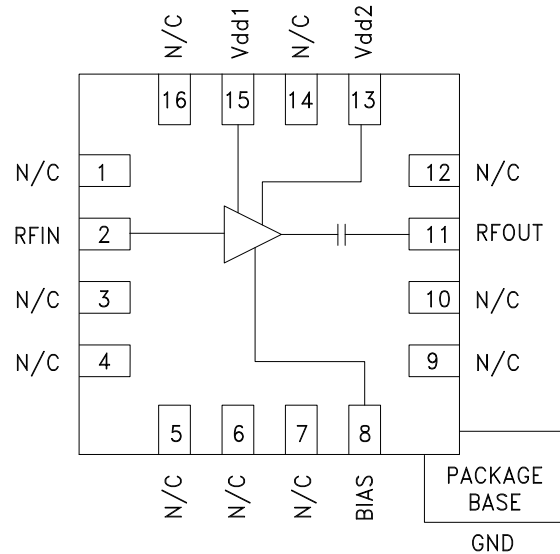 N/C
Vdd1
N/C
Vdd2
16
15
14
13
N/C
1
12
N/C
RFIN
2
11
RFOUT
N/C
3
10
N/C
N/C
4
9
N/C
5
6
7
8
N/C
N/C
N/C
BIAS
PACKAGE
BASE
GND